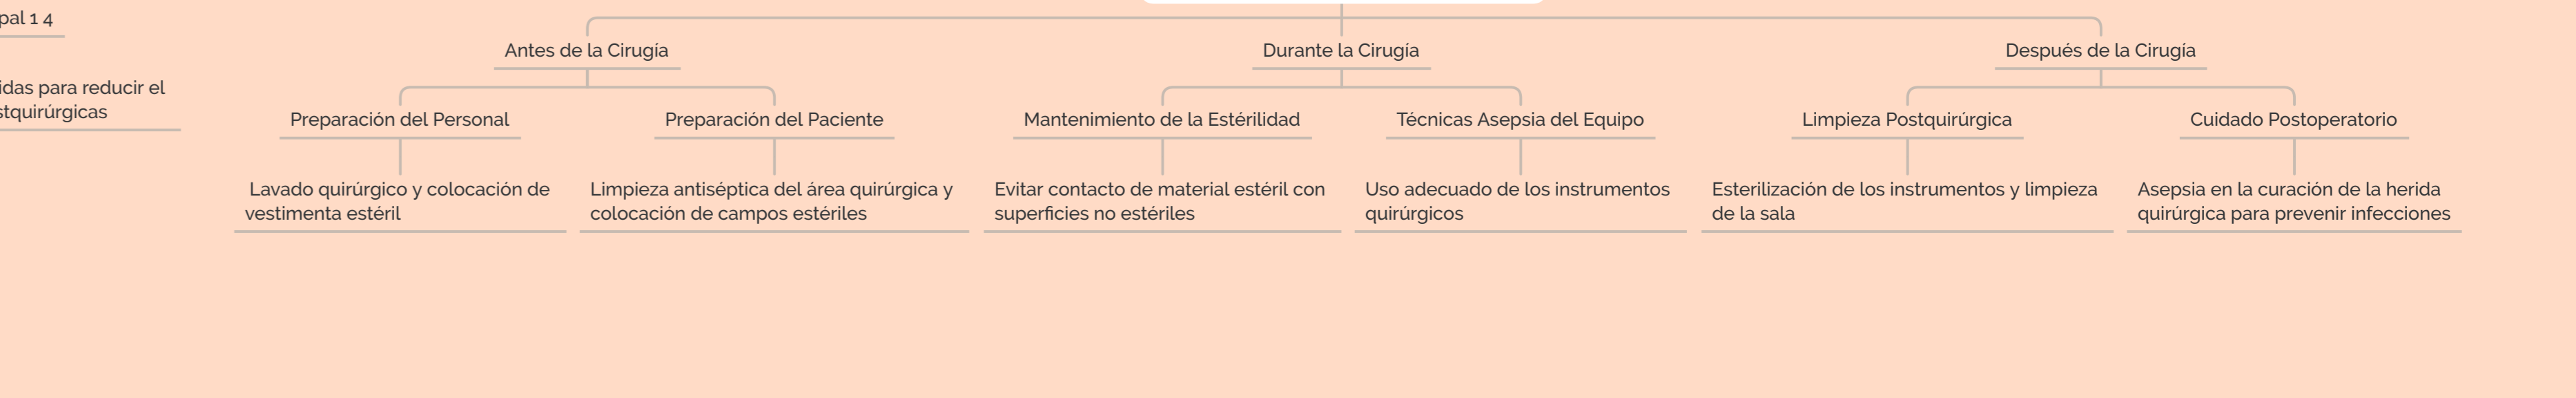 1 4
para reducir el
Antes de la Cirugía
Durante la Cirugía
Después de la Cirugía
Preparación del Personal
Preparación del Paciente
Mantenimiento de la Estérilidad
Técnicas Asepsia del Equipo
Limpieza Postquirúrgica
Cuidado Postoperatorio
Lavado quirúrgico y colocación de
vestimenta estéril
Limpieza antiséptica del área quirúrgica y
colocación de campos estériles
Evitar contacto de material estéril con
superficies no estériles
Uso adecuado de los instrumentos
quirúrgicos
Esterilización de los instrumentos y limpieza
de la sala
Asepsia en la curación de la herida
quirúrgica para prevenir infecciones